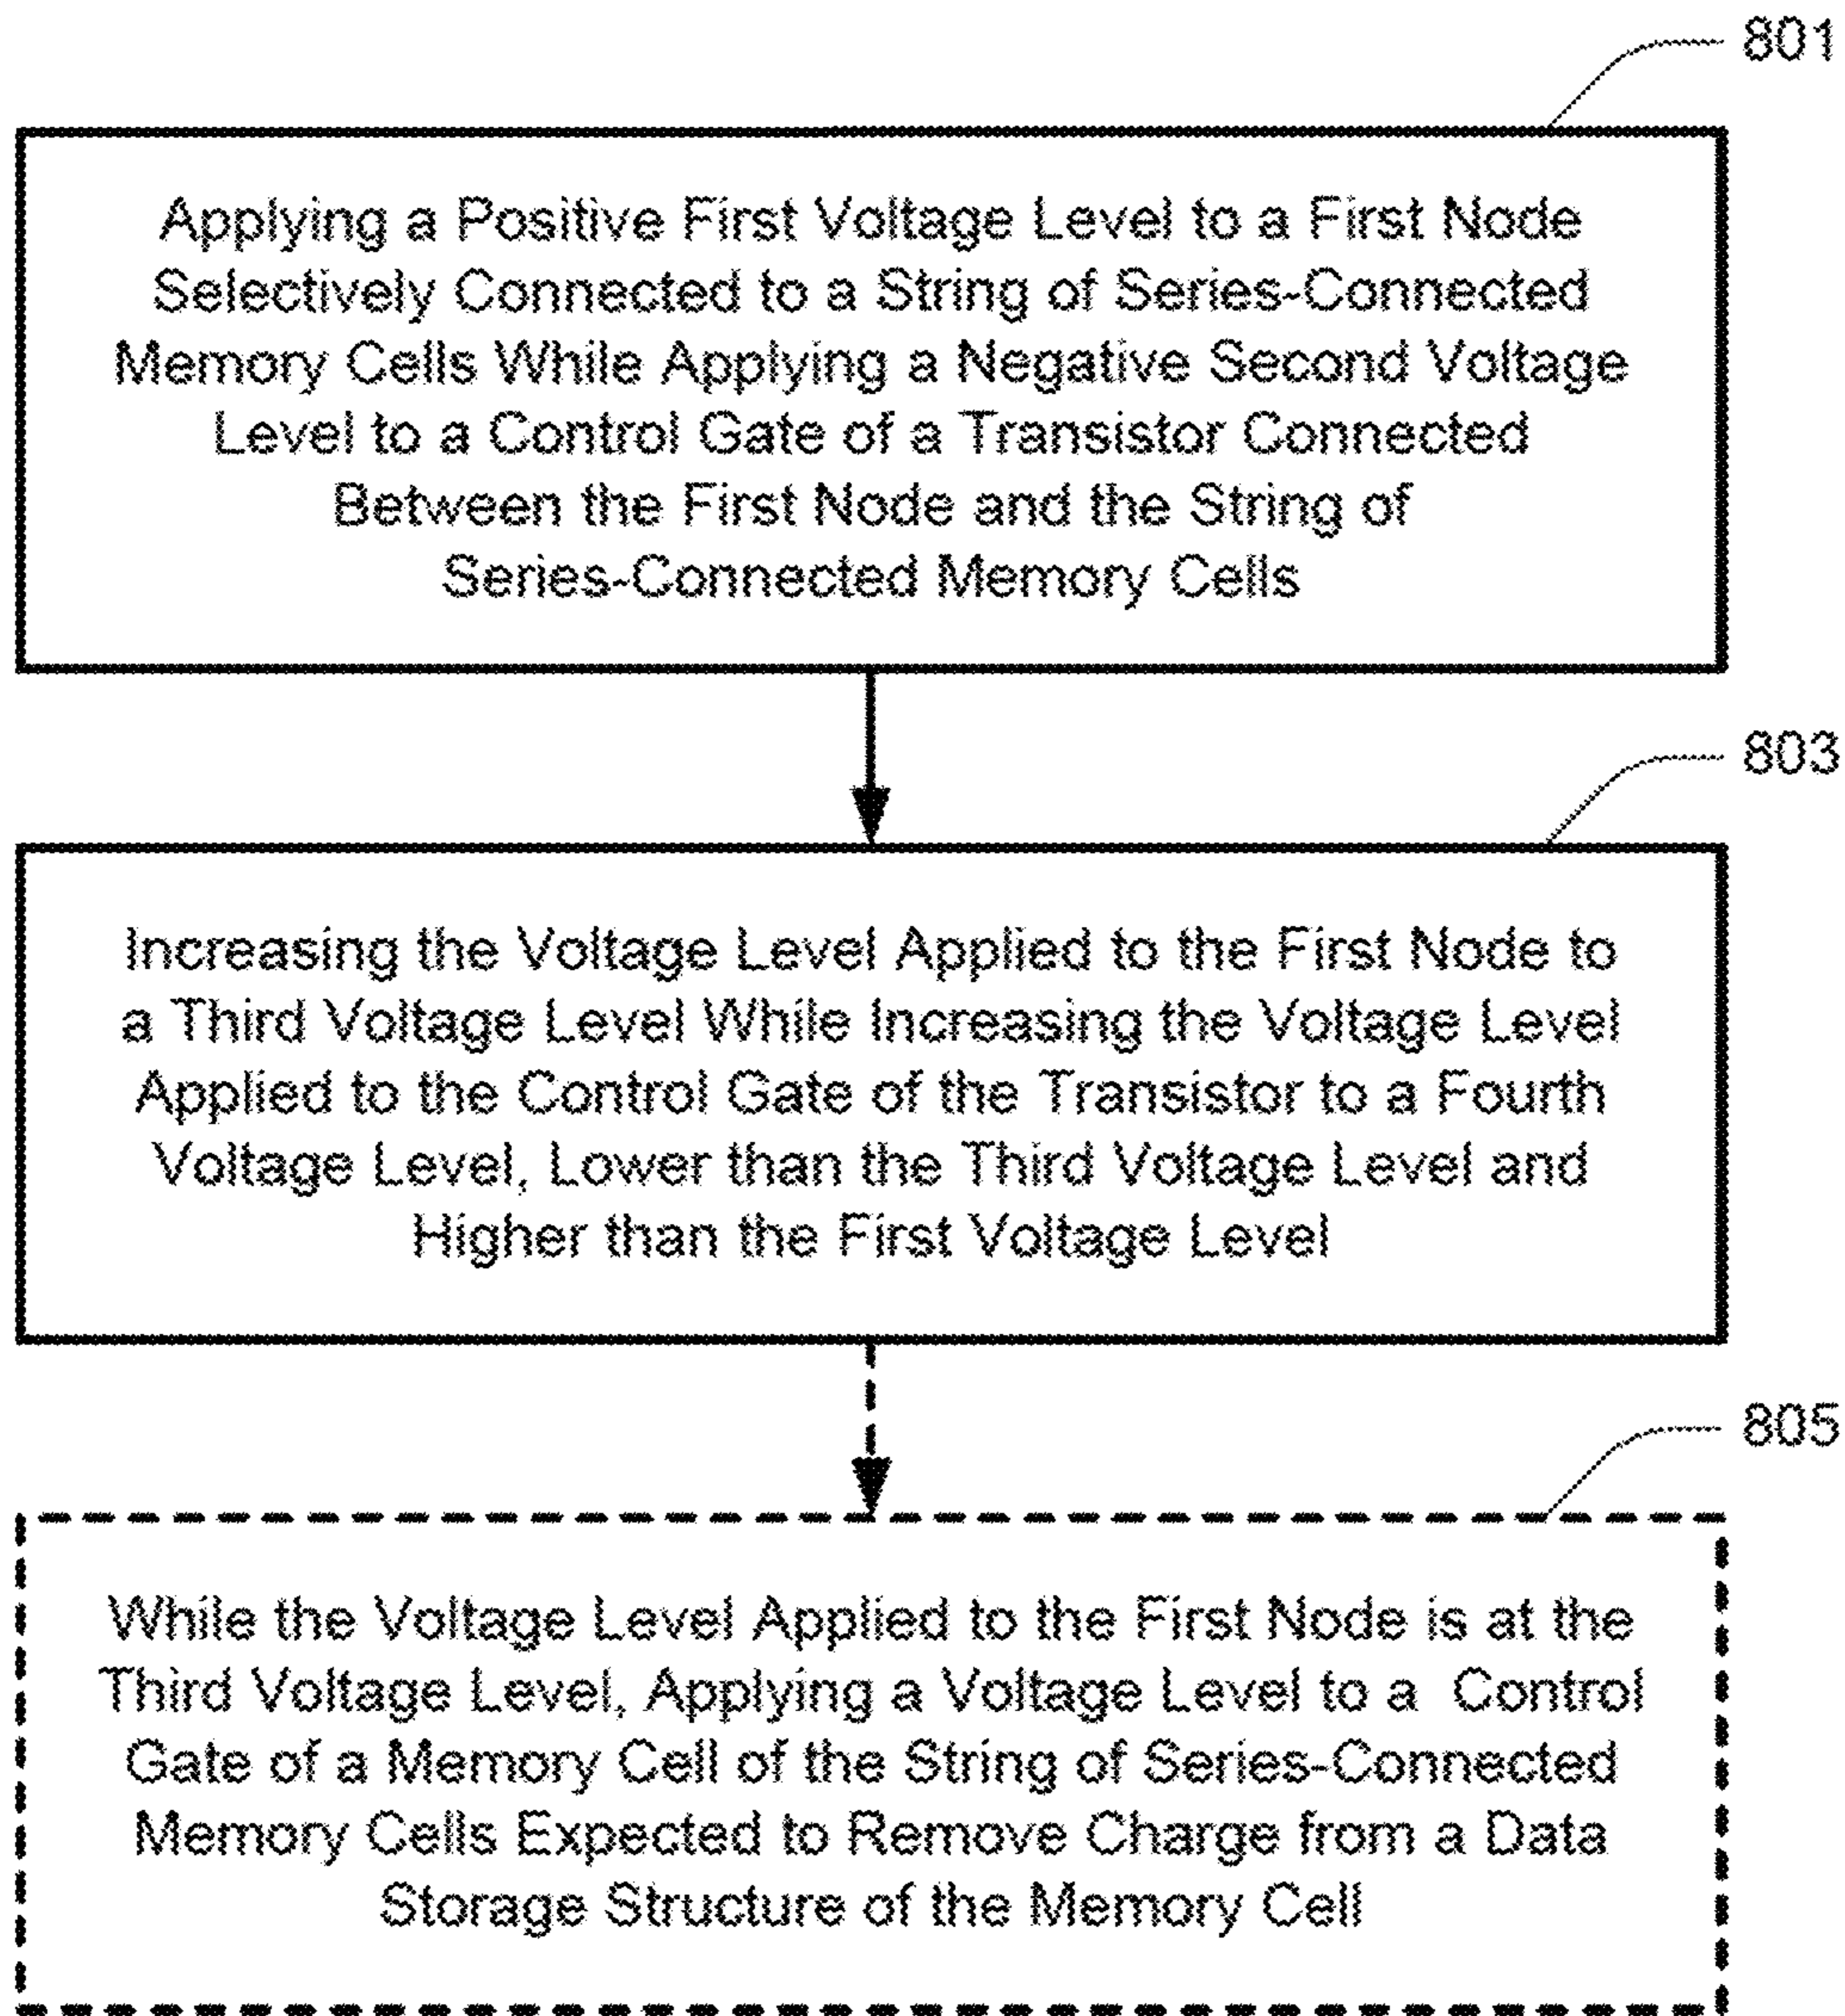 801
Applying a Positive First Voltage Level to a First Node
Selectively Connected to a String of Series-Connected
Memory Cells While Applying a Negative Second Voltage
Level to a Control Gate of a Transistor Connected
Between the First Node and the String of
Series-Connected Memory Cells
803
Increasing the Voltage Level Applied to the First Node to
a Third Voltage Level While Increasing the Voltage Level
Applied to the Control Gate of the Transistor to a Fourth
Voltage Level, Lower than the Third Voltage Level and
Higher than the First Voltage Level
805
While the Voltage Level Applied to the First Node is at the
Third Voltage Level, Applying a Voltage Level to a Control
Gate of a Memory Cell of the String of Series-Connected
Memory Cells Expected to Remove Charge from a Data
Storage Structure of the Memory Cell